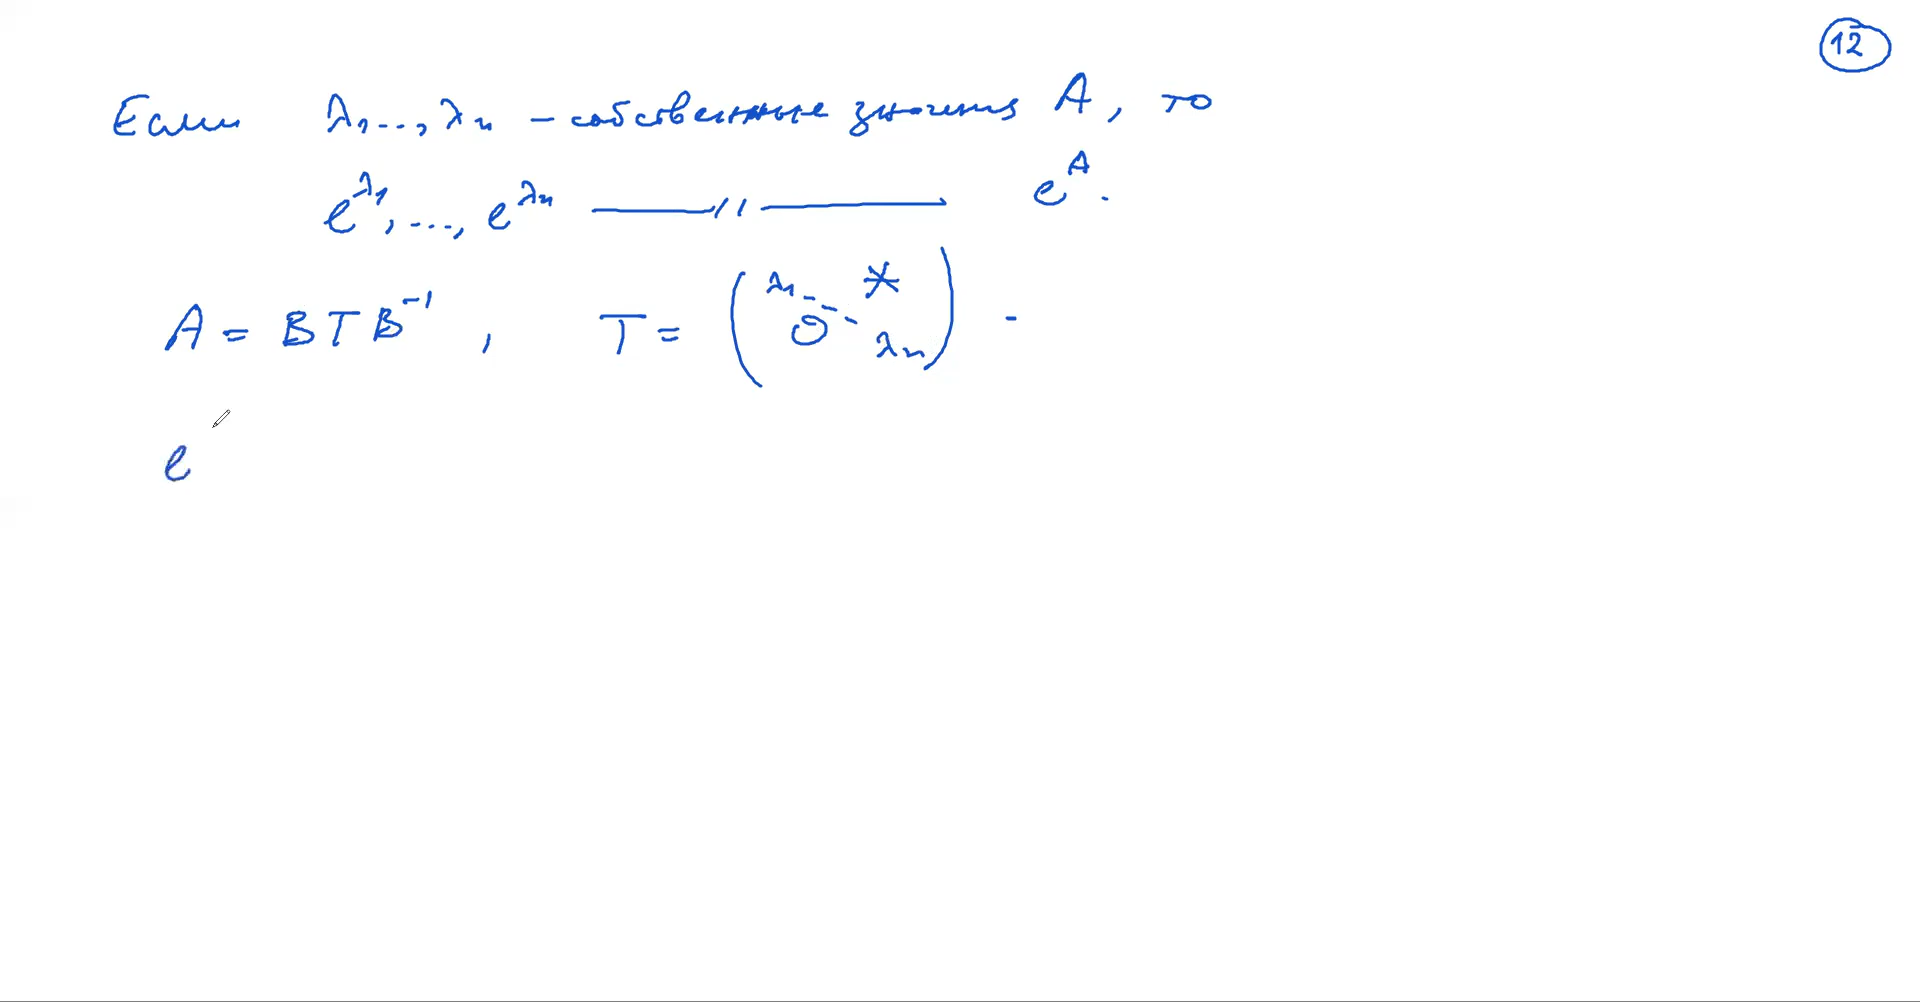 12
Если λ1,...,λn - собственные значения A, то
e^λ1, ..., e^λn —— // —— e^A.
A = BTB^-1, T = (λ1 * 0 λn) -
e